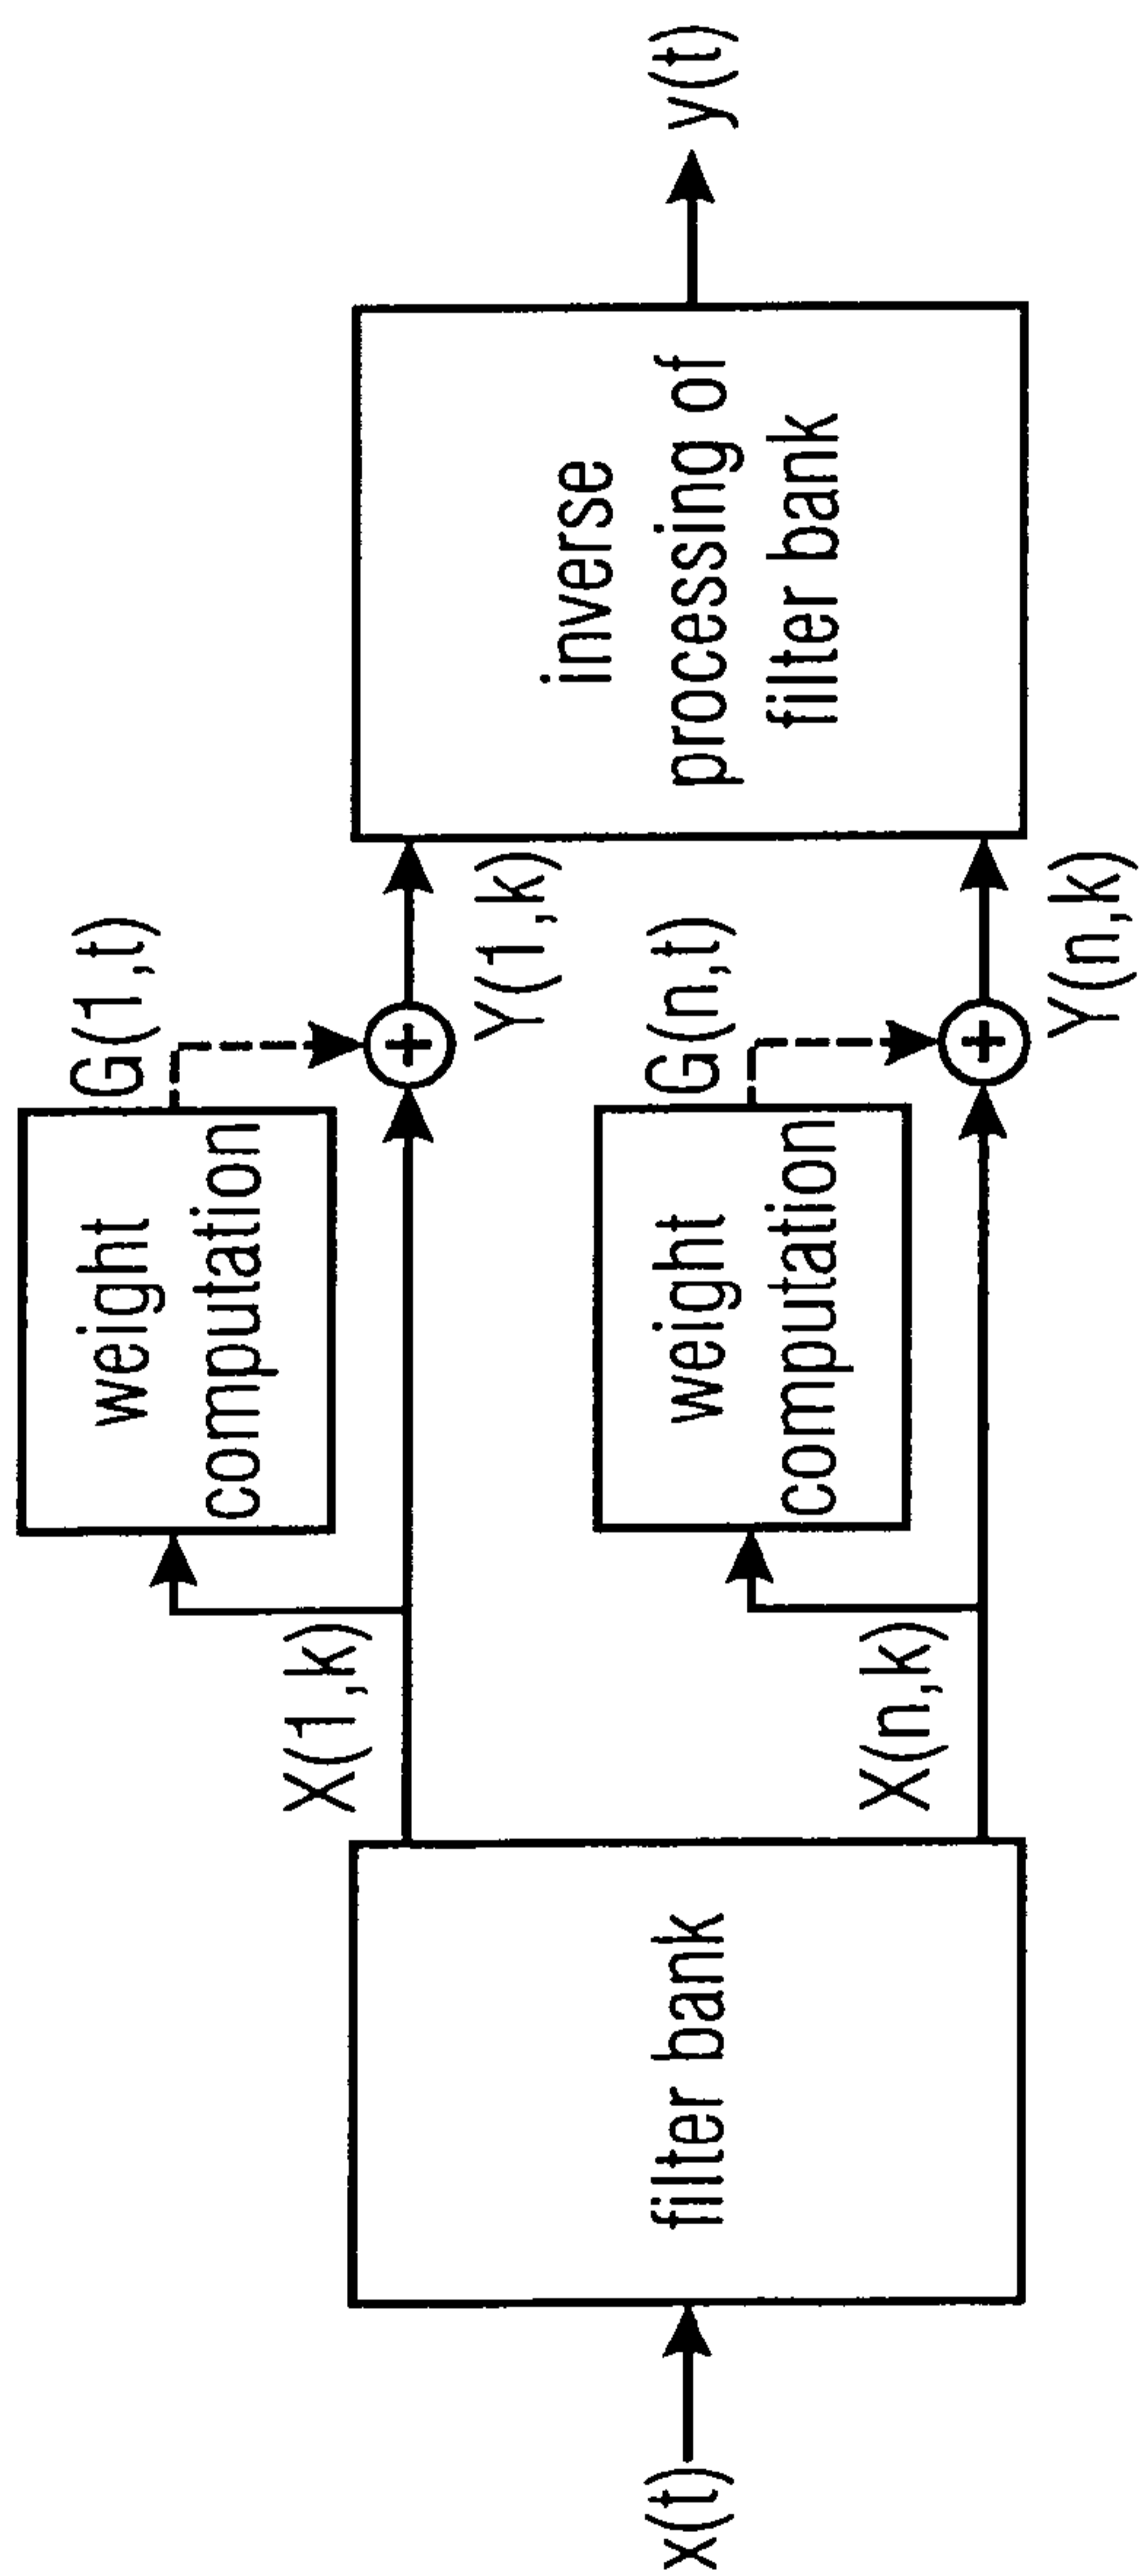 x(t)
filter bank
X(1,k)
weight
computation
G(1,t)
+
Y(1,k)
X(n,k)
weight
computation
G(n,t)
+
Y(n,k)
inverse
processing of
filter bank
y(t)